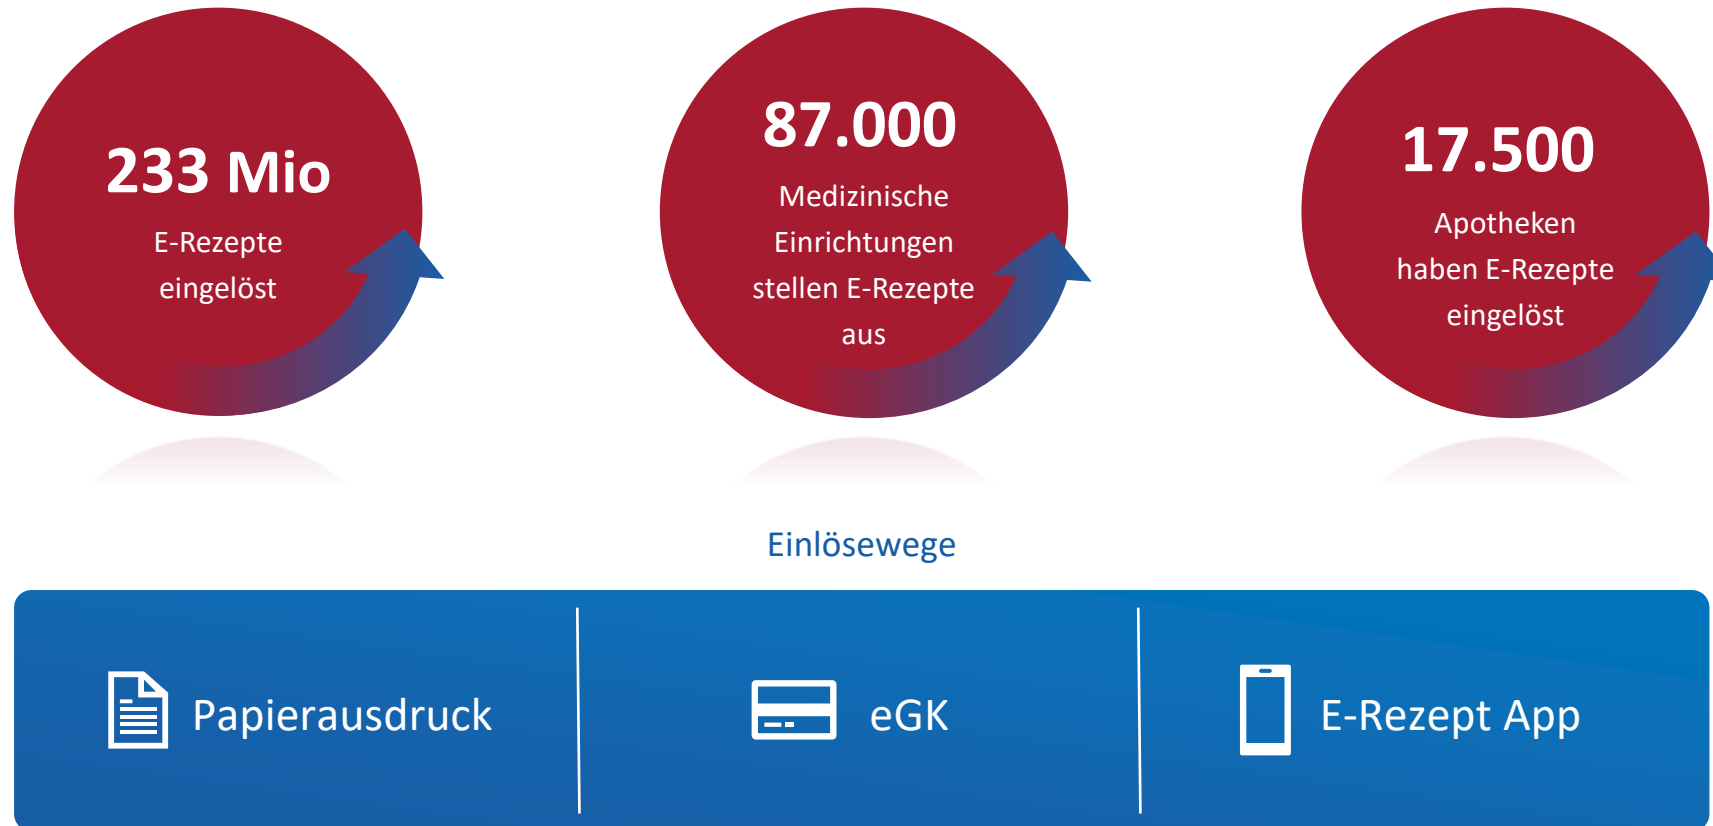 233 Mio
E-Rezepte
eingelöst
87.000
Medizinische
Einrichtungen
stellen E-Rezepte
aus
17.500
Apotheken
haben E-Rezepte
eingelöst
Einlösewege
Papierausdruck
eGK
E-Rezept App